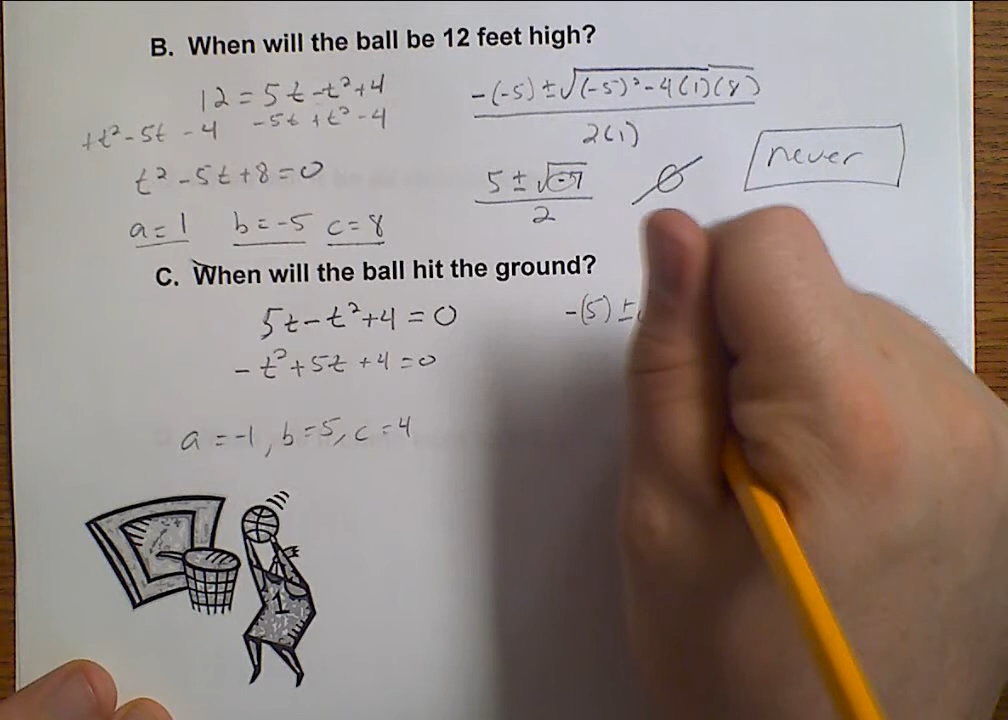 B. When will the ball be 12 feet high?
12 = 5t - t² + 4
+t² - 5t - 4 - 5t + t² - 4
t² - 5t + 8 = 0
a = 1 b = -5 c = 8
-(-5) ± √(-5)² - 4(1)(8)
2(1)
5 ± √-7
2
∅
never
C. When will the ball hit the ground?
5t - t² + 4 = 0
-t² + 5t + 4 = 0
a = -1, b = 5, c = 4
-(5) ±
1